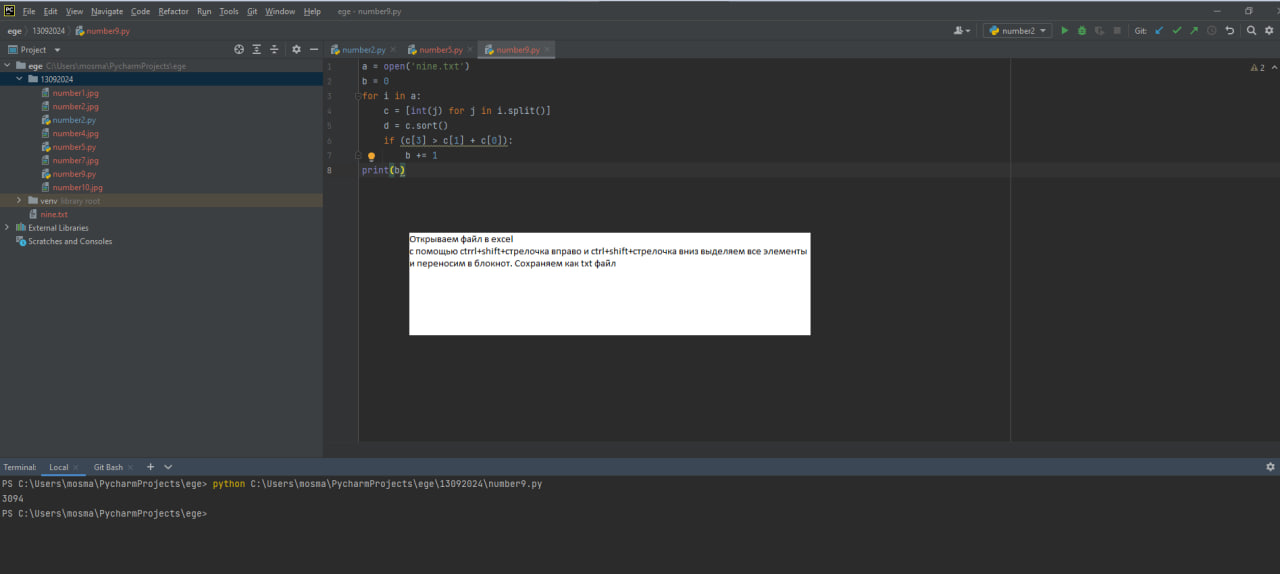 File Edit View Navigate Code Refactor Run Tools Git Window Help ege - number9.py
ege 13092024 number9.py
number2 Git:
Project
number2.py number5.py number9.py
ege C:\Users\mosma\PycharmProjects\ege
13092024
number1.jpg
number2.jpg
number2.py
number4.jpg
number5.py
number7.jpg
number9.py
number10.jpg
venv library root
nine.txt
External Libraries
Scratches and Consoles
1 a = open('nine.txt')
2 b = 0
3 for i in a:
4 c = [int(j) for j in i.split()]
5 d = c.sort()
6 if (c[3] > c[1] + c[0]):
7 b += 1
8 print(b)
2
Открываем файл в excel
с помощью ctrrl+shift+стрелочка вправо и ctrl+shift+стрелочка вниз выделяем все элементы
и переносим в блокнот. Сохраняем как txt файл
Terminal: Local Git Bash
PS C:\Users\mosma\PycharmProjects\ege> python C:\Users\mosma\PycharmProjects\ege\13092024\number9.py
3094
PS C:\Users\mosma\PycharmProjects\ege>